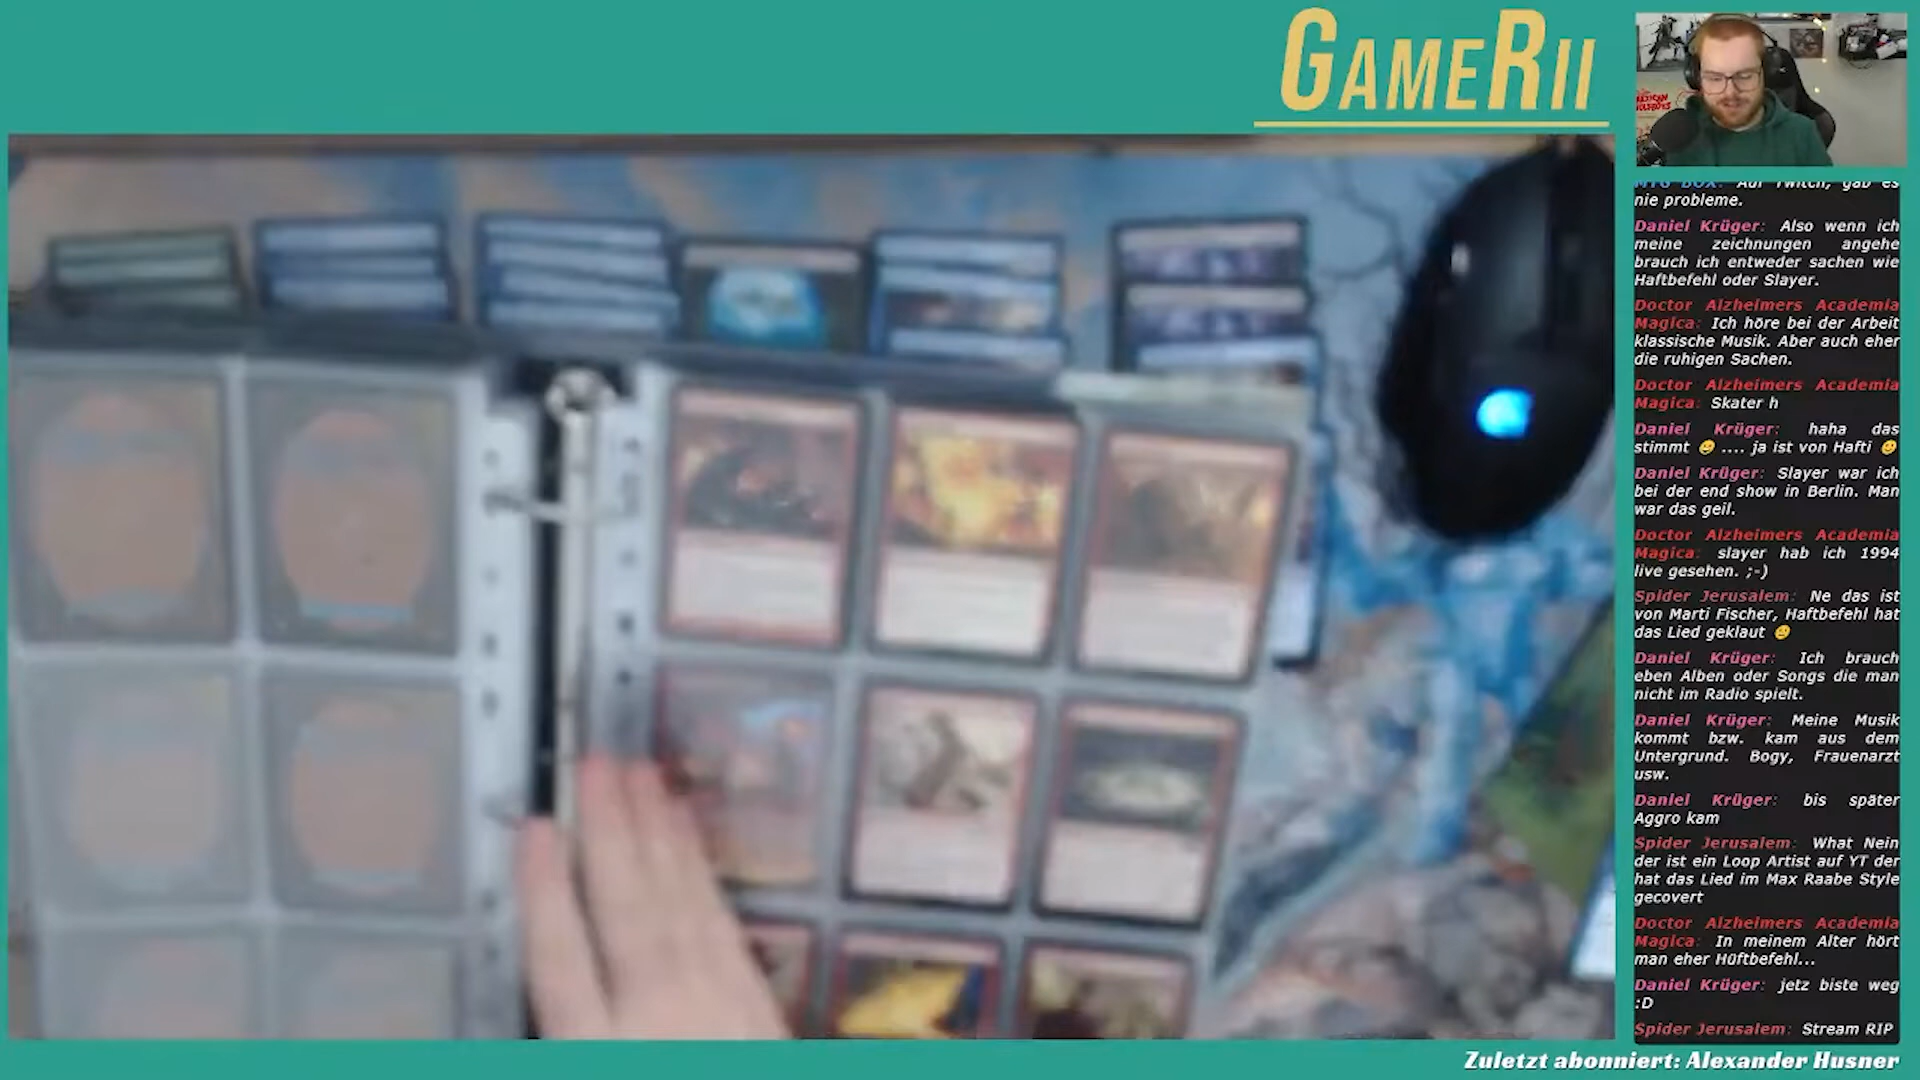 GAMERII
MTG BOX: Auf Twitch, gab es
nie probleme.
Daniel Krüger: Also wenn ich
meine zeichnungen angehe
brauch ich entweder sachen wie
Haftbefehl oder Slayer.
Doctor Alzheimers Academia
Magica: Ich höre bei der Arbeit
klassische Musik. Aber auch eher
die ruhigen Sachen.
Doctor Alzheimers Academia
Magica: Skater h
Daniel Krüger: haha das
stimmt .... ja ist von Hafti
Daniel Krüger: Slayer war ich
bei der end show in Berlin. Man
war das geil.
Doctor Alzheimers Academia
Magica: slayer hab ich 1994
live gesehen. ;-)
Spider Jerusalem: Ne das ist
von Marti Fischer, Haftbefehl hat
das Lied geklaut
Daniel Krüger: Ich brauch
eben Alben oder Songs die man
nicht im Radio spielt.
Daniel Krüger: Meine Musik
kommt bzw. kam aus dem
Untergrund. Bogy, Frauenarzt
usw.
Daniel Krüger: bis später
Aggro kam
Spider Jerusalem: What Nein
der ist ein Loop Artist auf YT der
hat das Lied im Max Raabe Style
gecovert
Doctor Alzheimers Academia
Magica: In meinem Alter hört
man eher Hüftbefehl...
Daniel Krüger: jetz biste weg
:D
Spider Jerusalem: Stream RIP
Zuletzt abonniert: Alexander Husner